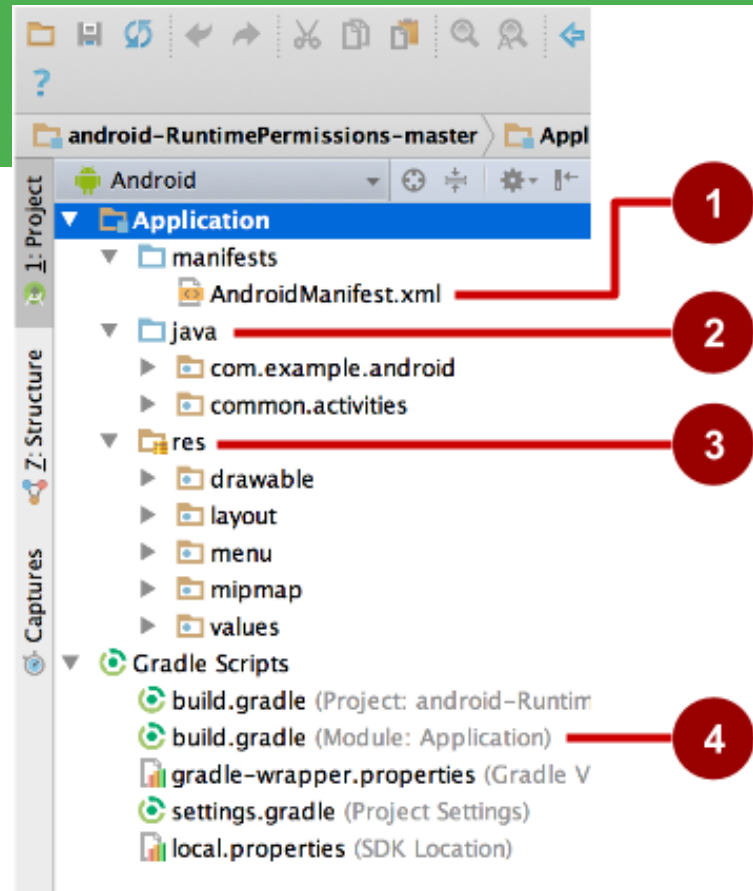 ?
android-RuntimePermissions-master Appl
1: Project
Android
Application
1
manifests
AndroidManifest.xml
java
2
com.example.android
common.activities
7: Structure
res
3
drawable
layout
menu
mipmap
values
Captures
Gradle Scripts
build.gradle (Project: android-Runtim
build.gradle (Module: Application)
4
gradle-wrapper.properties (Gradle V
settings.gradle (Project Settings)
local.properties (SDK Location)